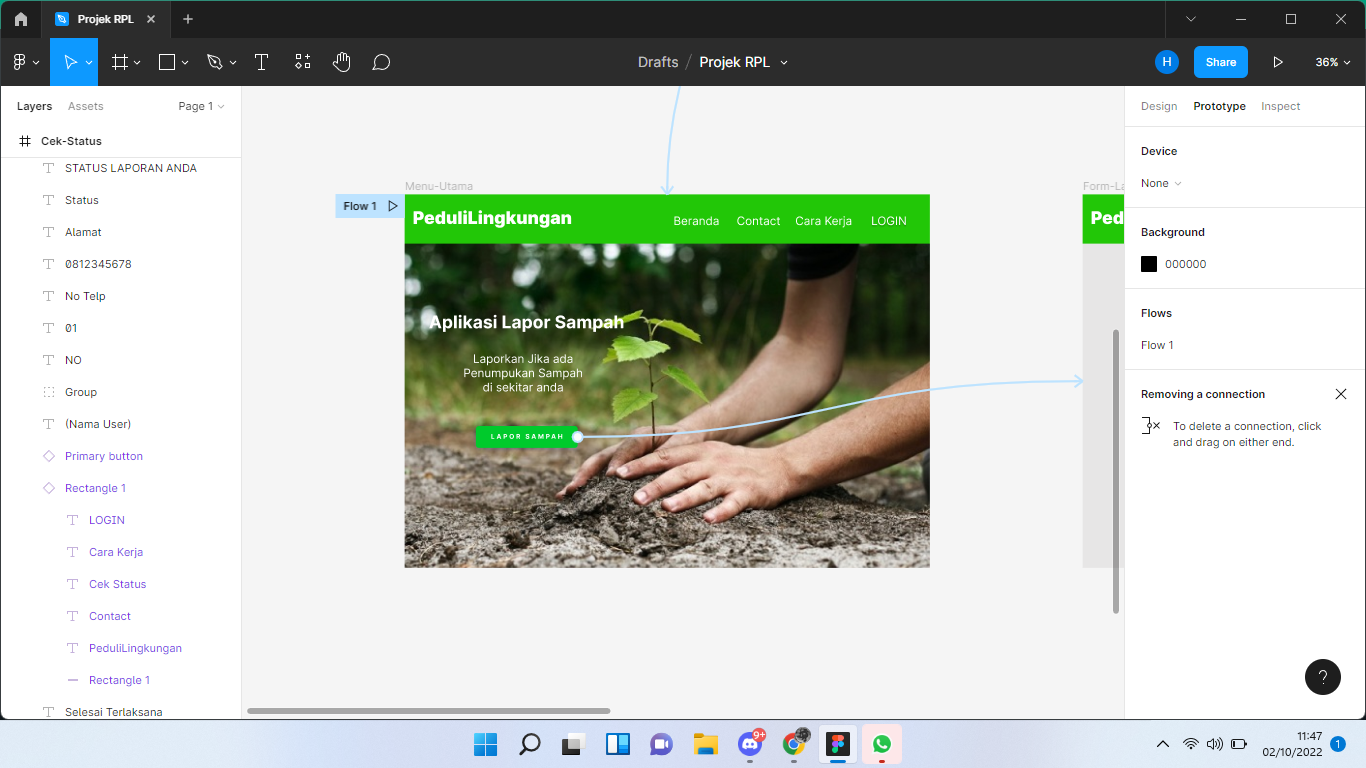 Projek RPL
Drafts / Projek RPL
H
Share
36%
Layers
Assets
Page 1
Cek-Status
STATUS LAPORAN ANDA
Status
Alamat
0812345678
No Telp
01
NO
Group
(Nama User)
Primary button
Rectangle 1
LOGIN
Cara Kerja
Cek Status
Contact
PeduliLingkungan
Rectangle 1
Selesai Terlaksana
Menu-Utama
Flow 1
PeduliLingkungan
Beranda
Contact
Cara Kerja
LOGIN
Aplikasi Lapor Sampah
Laporkan Jika ada
Penumpukan Sampah
di sekitar anda
LAPOR SAMPAH
Form-La
Ped
Design
Prototype
Inspect
Device
None
Background
000000
Flows
Flow 1
Removing a connection
To delete a connection, click
and drag on either end.
?
9+
11:47
02/10/2022
1